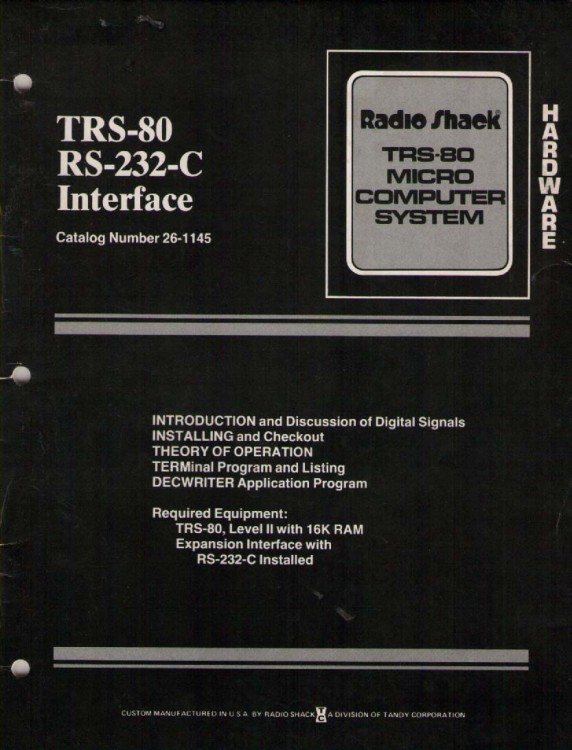 TRS-80
RS-232-C
Interface
Catalog Number 26-1145
Radio Shack®
TRS-80
MICRO
COMPUTER
SYSTEM
HARDWARE
INTRODUCTION and Discussion of Digital Signals
INSTALLING and Checkout
THEORY OF OPERATION
TERMinal Program and Listing
DECWRITER Application Program
Required Equipment:
TRS-80, Level II with 16K RAM
Expansion Interface with
RS-232-C Installed
CUSTOM MANUFACTURED IN U.S.A. BY RADIO SHACK TC A DIVISION OF TANDY CORPORATION